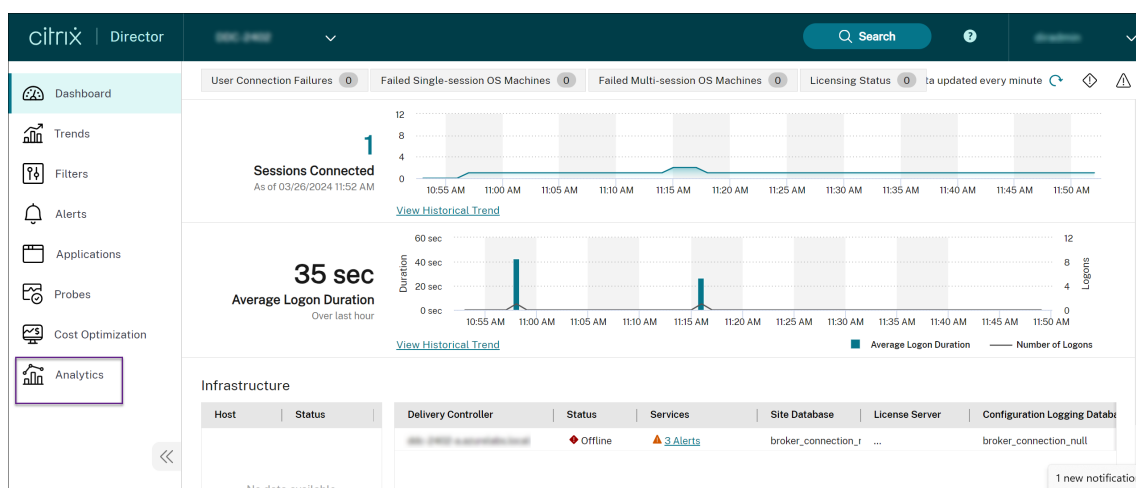 citrix | Director
Search
?
Dashboard
Trends
Filters
Alerts
Applications
Probes
Cost Optimization
Analytics
User Connection Failures 0 Failed Single-session OS Machines 0 Failed Multi-session OS Machines 0 Licensing Status 0 updated every minute
1
Sessions Connected
As of 03/26/2024 11:52 AM
12
8
4
0
10:55 AM 11:00 AM 11:05 AM 11:10 AM 11:15 AM 11:20 AM 11:25 AM 11:30 AM 11:35 AM 11:40 AM 11:45 AM 11:50 AM
View Historical Trend
35 sec
Average Logon Duration
Over last hour
Duration
60 sec
40 sec
20 sec
0 sec
12
8
4
0
Logons
10:55 AM 11:00 AM 11:05 AM 11:10 AM 11:15 AM 11:20 AM 11:25 AM 11:30 AM 11:35 AM 11:40 AM 11:45 AM 11:50 AM
View Historical Trend
Average Logon Duration Number of Logons
Infrastructure
Host Status
Delivery Controller Status Services Site Database License Server Configuration Logging Databa
Offline 3 Alerts broker_connection_r ... broker_connection_null
No data available
1 new notificatio